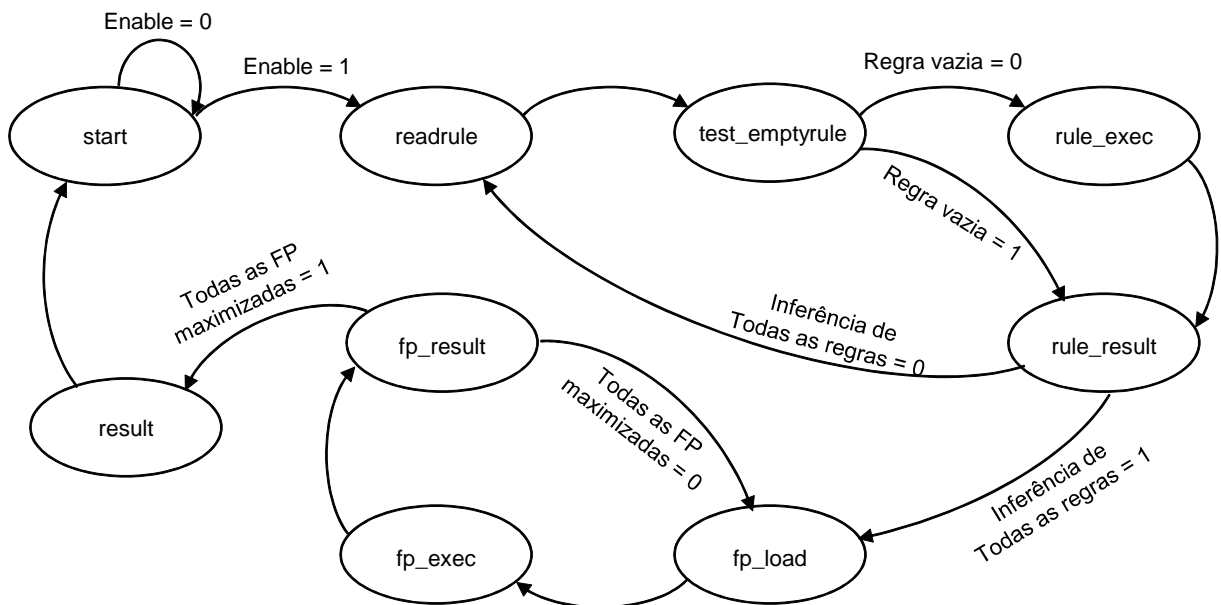 Enable = 0
Enable = 1
Regra vazia = 0
start
readrule
test_emptyrule
rule_exec
Regra vazia = 1
Todas as FP
maximizadas = 1
Inferência de
Todas as regras = 0
fp_result
rule_result
Todas as FP
maximizadas = 0
result
Inferência de
Todas as regras = 1
fp_exec
fp_load